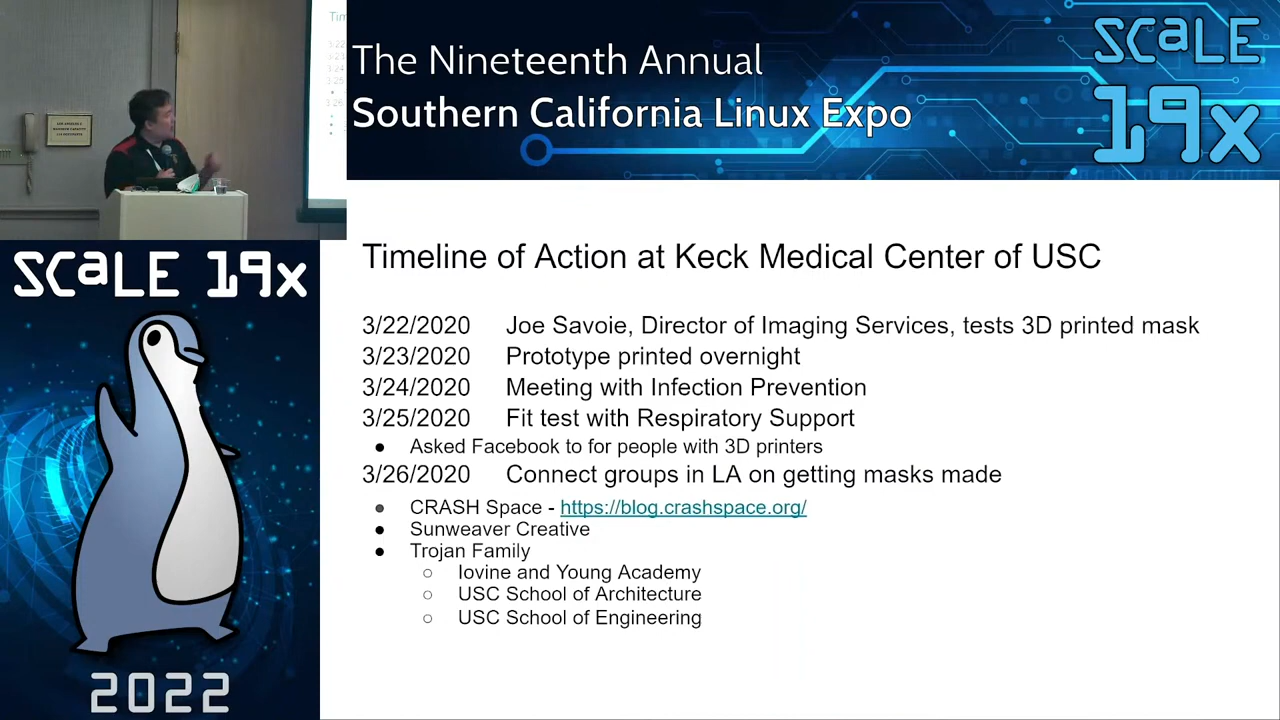 The Nineteenth Annual
Southern California Linux Expo
SCaLE
19x
SCaLE 19x
2022
Timeline of Action at Keck Medical Center of USC
3/22/2020 Joe Savoie, Director of Imaging Services, tests 3D printed mask
3/23/2020 Prototype printed overnight
3/24/2020 Meeting with Infection Prevention
3/25/2020 Fit test with Respiratory Support
● Asked Facebook to for people with 3D printers
3/26/2020 Connect groups in LA on getting masks made
● CRASH Space - https://blog.crashspace.org/
● Sunweaver Creative
● Trojan Family
○ Iovine and Young Academy
○ USC School of Architecture
○ USC School of Engineering